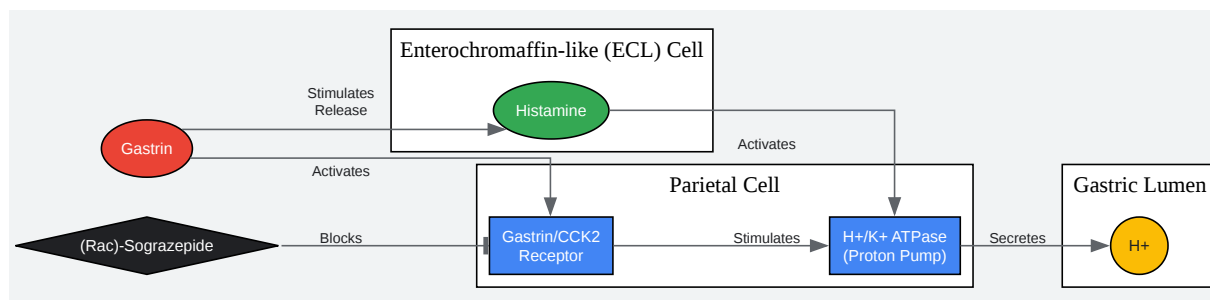 Enterochromaffin-like (ECL) Cell
Stimulates
Release
Histamine
Gastrin
Activates
Activates
Parietal Cell
Gastric Lumen
(Rac)-Sograzepide
Blocks
Gastrin/CCK2
Receptor
Stimulates
H+/K+ ATPase
(Proton Pump)
Secretes
H+